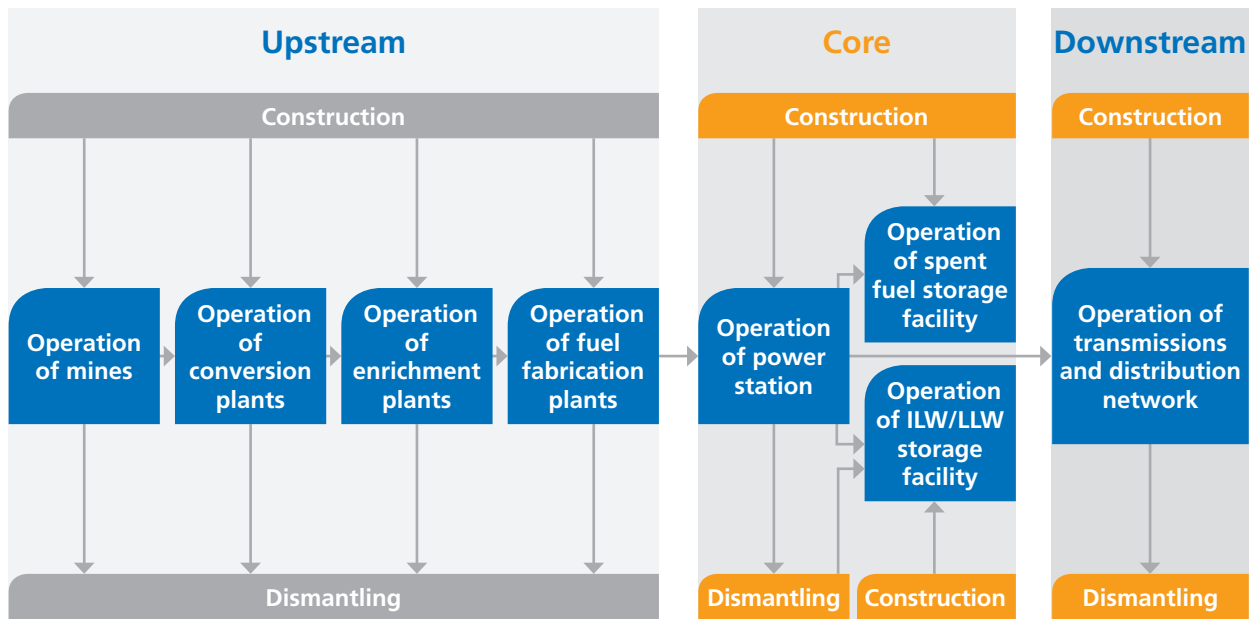 Upstream
Core
Downstream
Construction
Construction
Construction
Operation
of mines
Operation
of
conversion
plants
Operation
of
enrichment
plants
Operation
of fuel
fabrication
plants
Operation
of power
station
Operation
of spent
fuel storage
facility
Operation
of ILW/LLW
storage
facility
Operation of
transmissions
and distribution
network
Dismantling
Dismantling
Construction
Dismantling